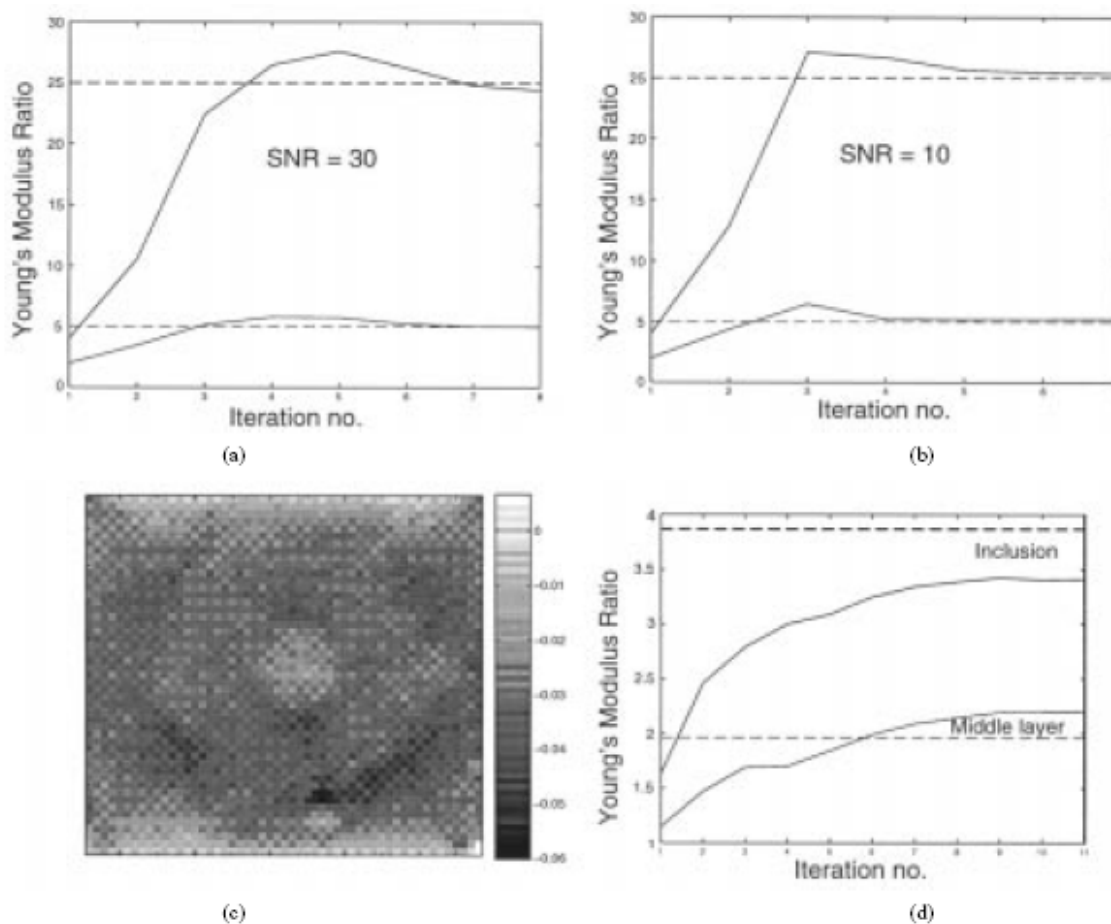 30
25
20
15
10
5
0
Young's Modulus Ratio
SNR = 30
1 2 3 4 5 6 7 8
Iteration no.
(a)
30
25
20
15
10
5
0
Young's Modulus Ratio
SNR = 10
1 2 3 4 5 6
Iteration no.
(b)
0
-0.01
-0.02
-0.03
-0.04
-0.05
-0.06
(c)
4
3.5
3
2.5
2
1.5
1
Young's Modulus Ratio
Inclusion
Middle layer
1 2 3 4 5 6 7 8 9 10 11
Iteration no.
(d)